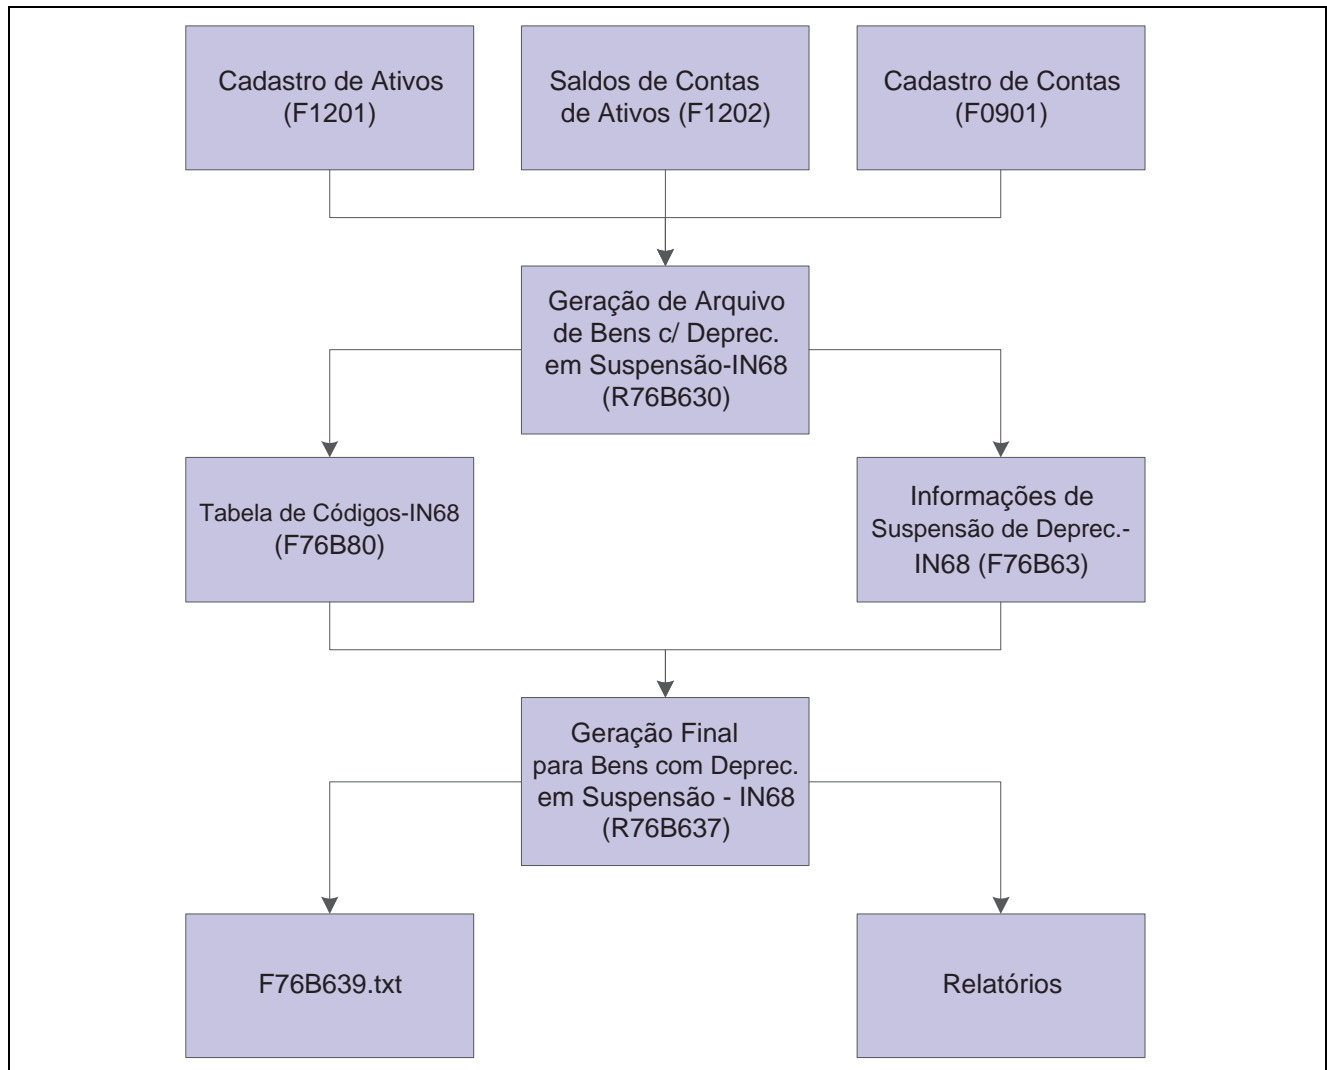 Cadastro de Ativos
(F1201)
Saldos de Contas
de Ativos (F1202)
Cadastro de Contas
(F0901)
Geração de Arquivo
de Bens c/ Deprec.
em Suspensão-IN68
(R76B630)
Tabela de Códigos-IN68
(F76B80)
Informações de
Suspensão de Deprec.-
IN68 (F76B63)
Geração Final
para Bens com Deprec.
em Suspensão - IN68
(R76B637)
F76B639.txt
Relatórios